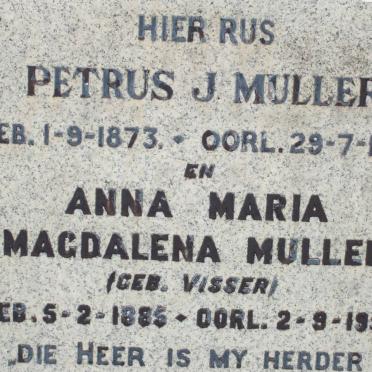 HIER RUS
PETRUS J MULLER
EB. 1-9-1873. - OORL. 29-7-1
EN
ANNA MARIA
MAGDALENA MULLE
(GEB. VISSER)
EB. 5-2-1885 - OORL. 2-9-19
„DIE HEER IS MY HERDER